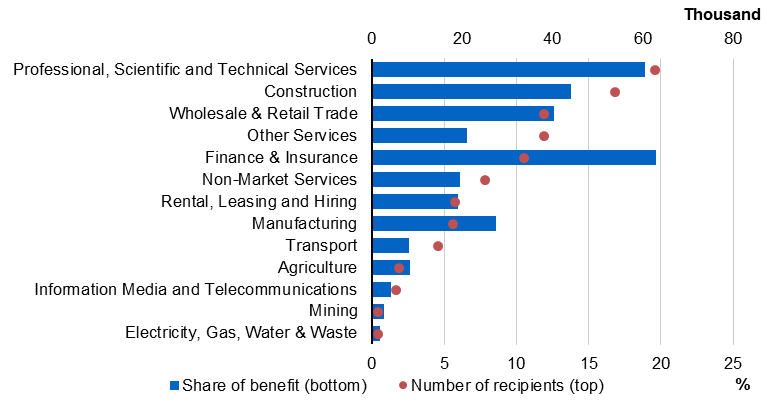 Thousand
0 20 40 60 80
Professional, Scientific and Technical Services
Construction
Wholesale & Retail Trade
Other Services
Finance & Insurance
Non-Market Services
Rental, Leasing and Hiring
Manufacturing
Transport
Agriculture
Information Media and Telecommunications
Mining
Electricity, Gas, Water & Waste
0 5 10 15 20 25
Share of benefit (bottom) Number of recipients (top) %